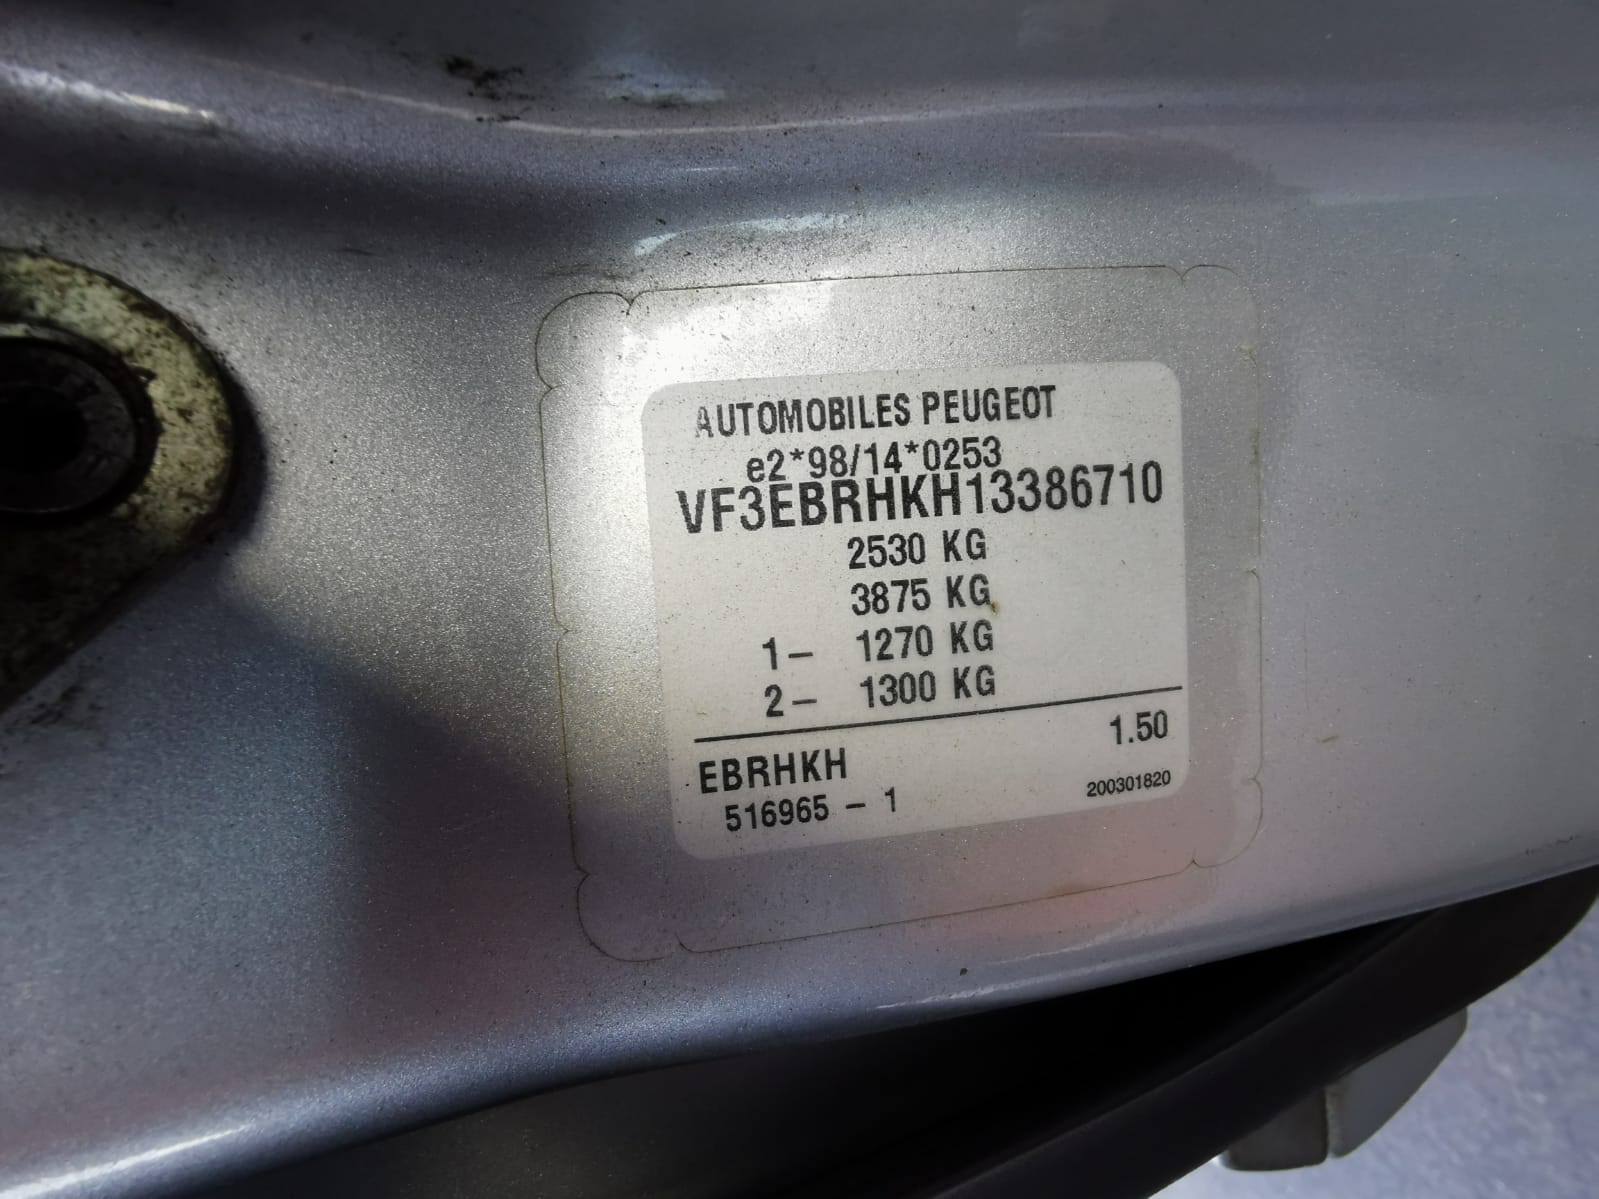 AUTOMOBILES PEUGEOT
e2*98/14*0253
VF3EBRHKH13386710
2530 KG
3875 KG
1– 1270 KG
2– 1300 KG
1.50
EBRHKH
516965 – 1
200301820